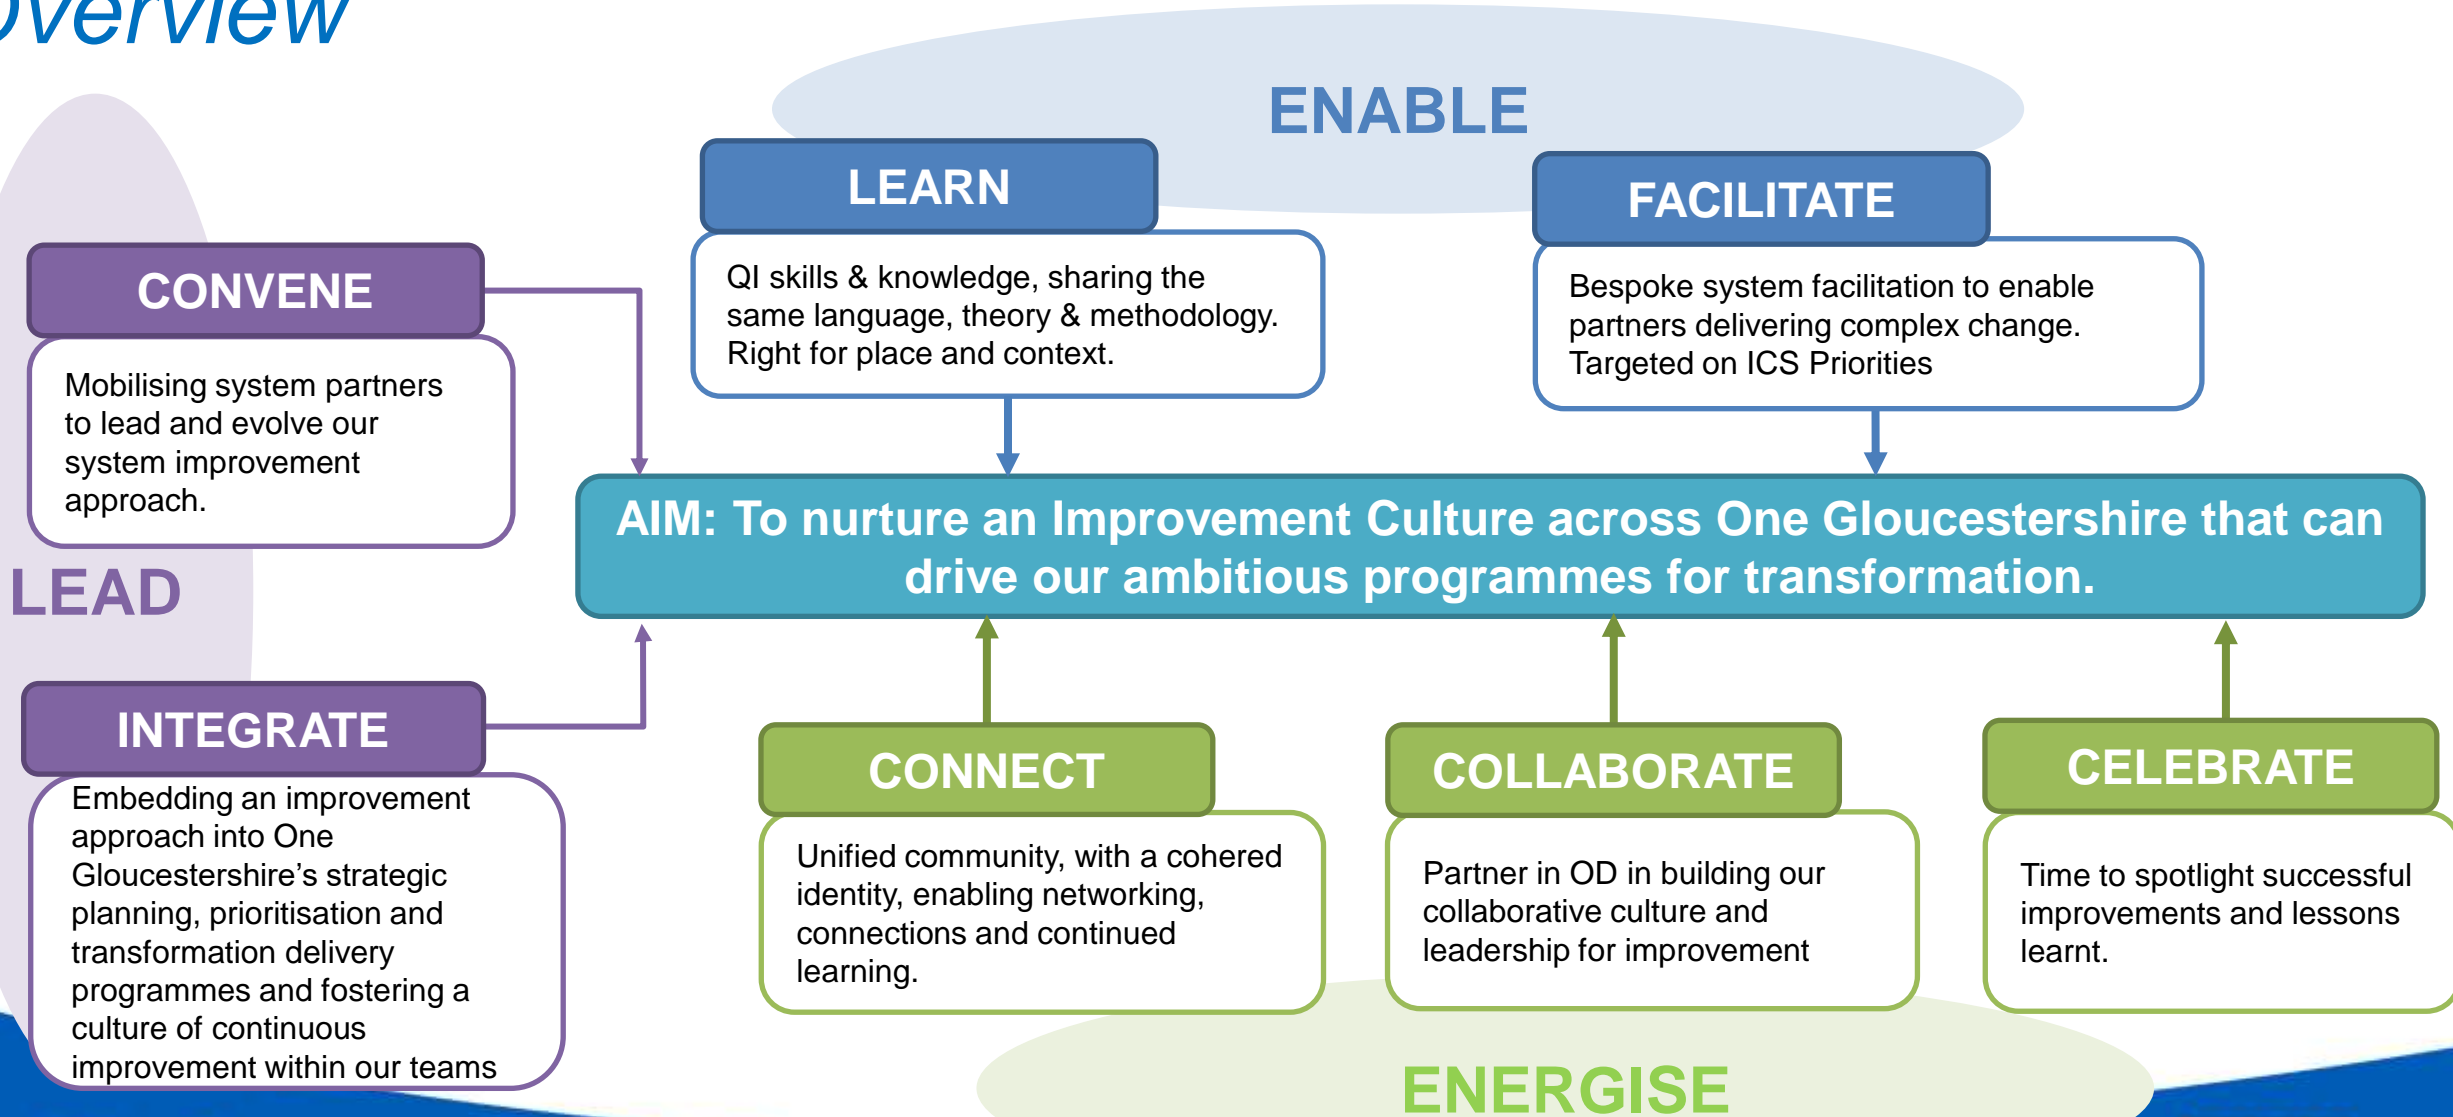 Overview
ENABLE
LEARN
QI skills & knowledge, sharing the
same language, theory & methodology.
Right for place and context.
FACILITATE
Bespoke system facilitation to enable
partners delivering complex change.
Targeted on ICS Priorities
CONVENE
Mobilising system partners
to lead and evolve our
system improvement
approach.
LEAD
AIM: To nurture an Improvement Culture across One Gloucestershire that can
drive our ambitious programmes for transformation.
INTEGRATE
Embedding an improvement
approach into One
Gloucestershire’s strategic
planning, prioritisation and
transformation delivery
programmes and fostering a
culture of continuous
improvement within our teams
CONNECT
Unified community, with a cohered
identity, enabling networking,
connections and continued
learning.
COLLABORATE
Partner in OD in building our
collaborative culture and
leadership for improvement
CELEBRATE
Time to spotlight successful
improvements and lessons
learnt.
ENERGISE